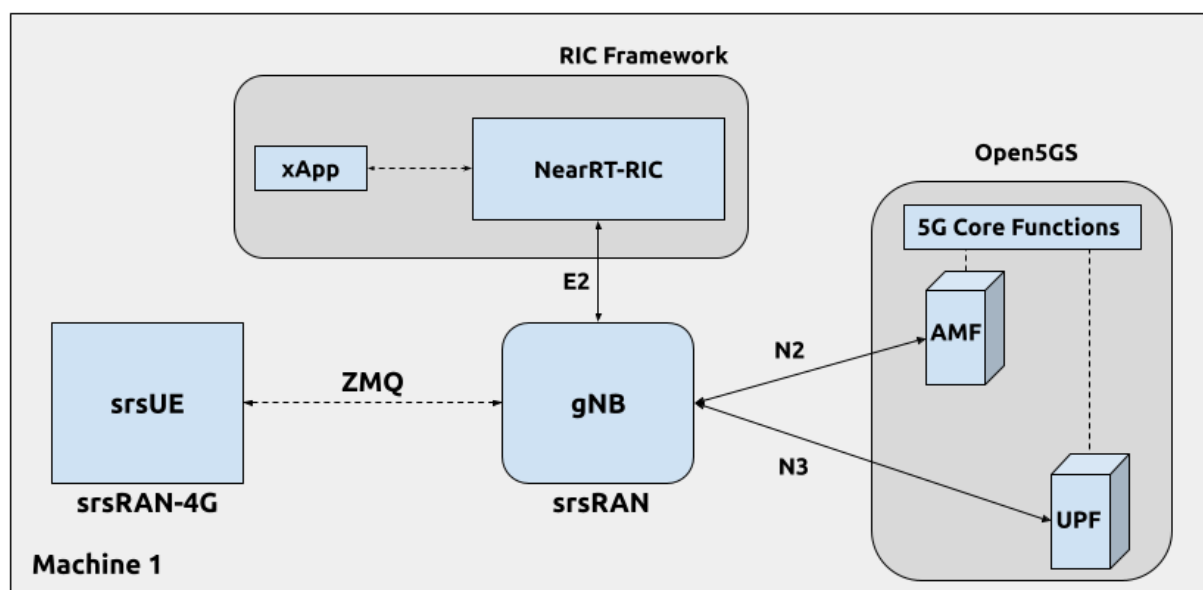 RIC Framework
xApp
NearRT-RIC
Open5GS
5G Core Functions
E2
AMF
N2
ZMQ
srsUE
gNB
N3
srsRAN-4G
srsRAN
UPF
Machine 1